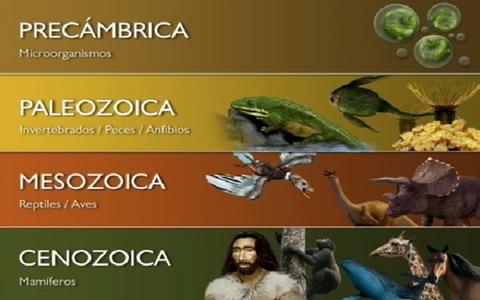 PRECÁMBRICA
Microorganismos
PALEOZOICA
Invertebrados / Peces / Anfibios
MESOZOICA
Reptiles / Aves
CENOZOICA
Mamíferos